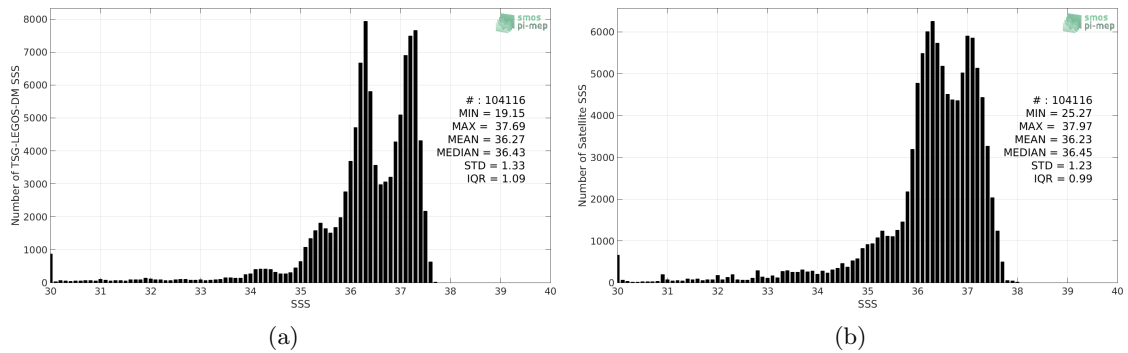 8000
7000
6000
5000
4000
3000
2000
1000
0
Number of TSG-LEGOS-DM SSS
smos
pi-mep
# : 104116
MIN = 19.15
MAX = 37.69
MEAN = 36.27
MEDIAN = 36.43
STD = 1.33
IQR = 1.09
30 31 32 33 34 35 36 37 38 39 40
SSS
(a)
6000
5000
4000
3000
2000
1000
0
Number of Satellite SSS
smos
pi-mep
# : 104116
MIN = 25.27
MAX = 37.97
MEAN = 36.23
MEDIAN = 36.45
STD = 1.23
IQR = 0.99
30 31 32 33 34 35 36 37 38 39 40
SSS
(b)